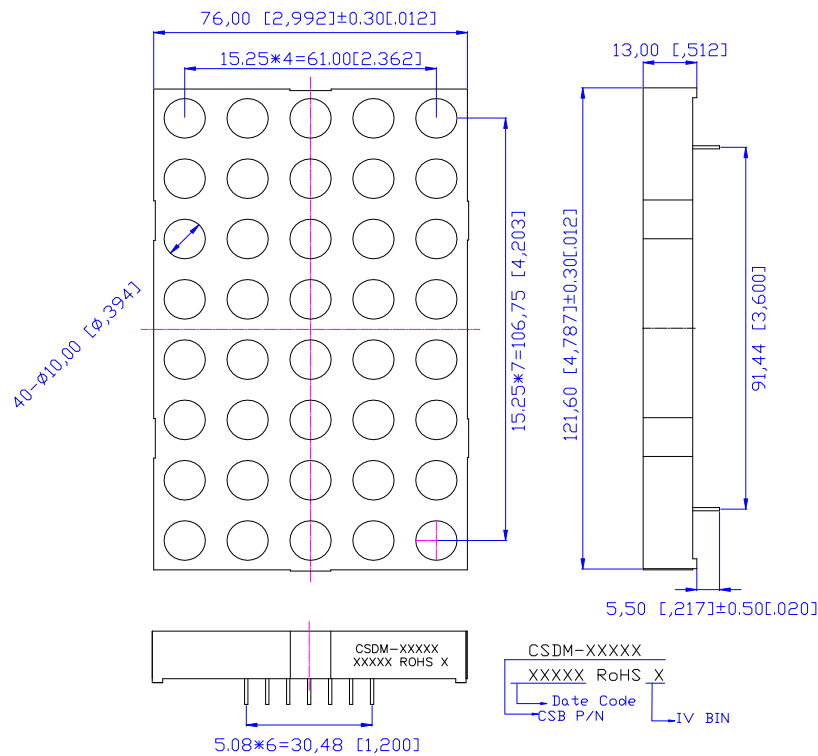 76,00 [2,992]±0.30[.012]
15.25*4=61.00[2.362]
13,00 [,512]
40-ø10,00 [ø,394]
15.25*7=106,75 [4,203]
121,60 [4,787]±0.30[.012]
91,44 [3,600]
5,50 [,217]±0.50[.020]
CSDM-XXXXX
XXXXX ROHS X
5.08*6=30,48 [1,200]
CSDM-XXXXX
XXXXX RoHS X
Date Code
CSB P/N
IV BIN